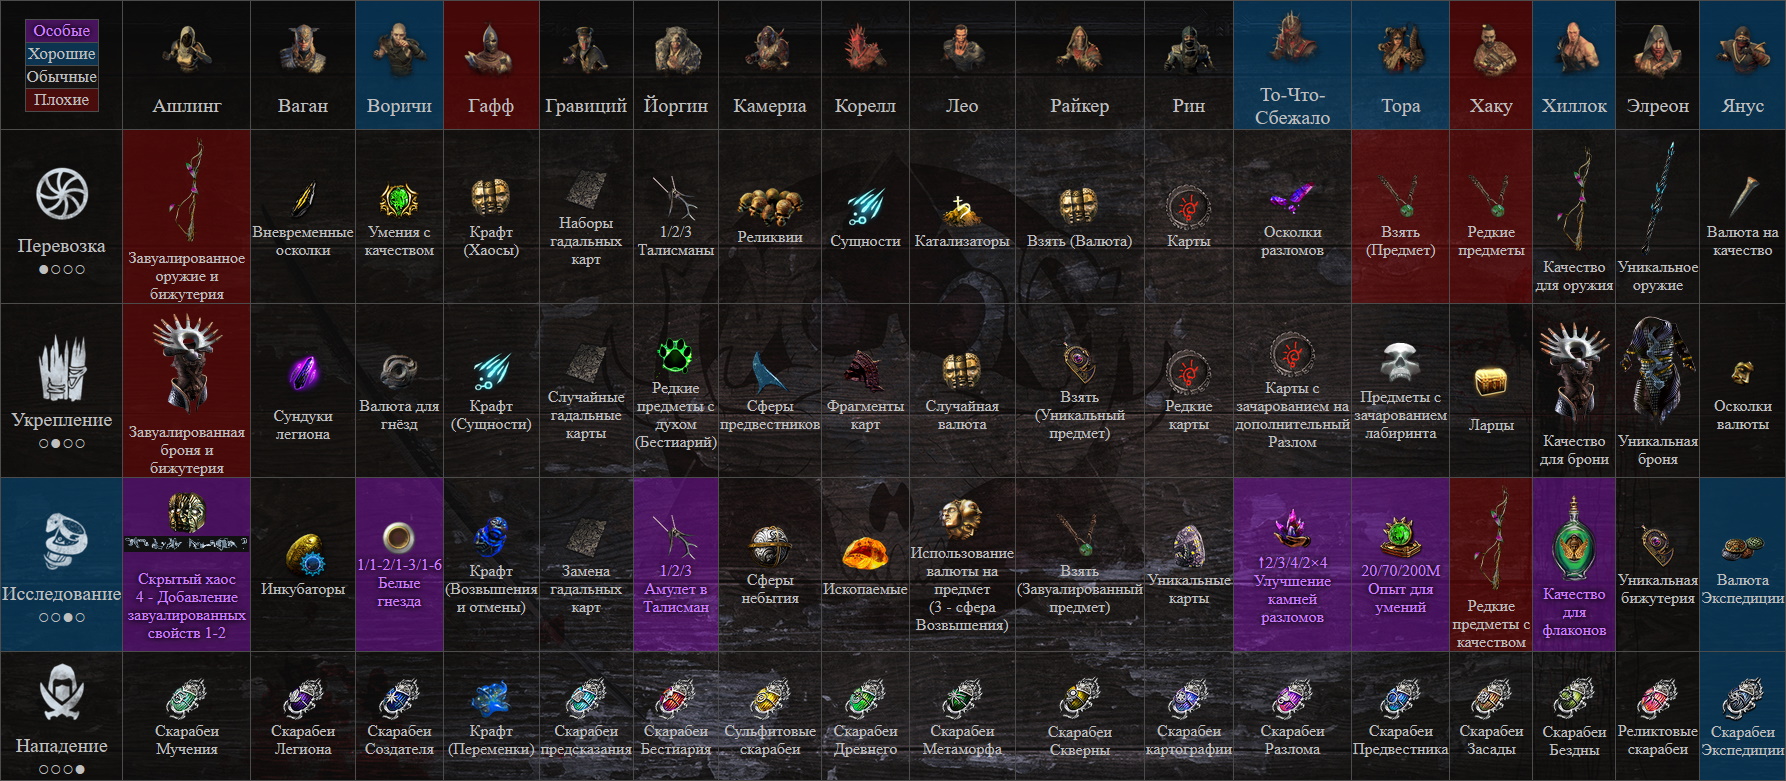 Особые
Хорошие
Обычные
Плохие
Ашлинг
Ваган
Воричи
Гафф
Гравиций
Йоргин
Камериа
Корелл
Лео
Райкер
Рин
То-Что-
Сбежало
Тора
Хаку
Хиллок
Элреон
Янус
Перевозка
Завуалированное
оружие и
бижутерия
Вневременные
осколки
Умения с
качеством
Крафт
(Хаосы)
Наборы
гадальных
карт
1/2/3
Талисманы
Реликвии
Сущности
Катализаторы
Взять (Валюта)
Карты
Осколки
разломов
Взять
(Предмет)
Редкие
предметы
Качество
для оружия
Уникальное
оружие
Валюта на
качество
Укрепление
Завуалированная
броня и
бижутерия
Сундуки
легиона
Валюта для
гнёзд
Крафт
(Сущности)
Случайные
гадальные
карты
Редкие
предметы с
духом
(Бестиарий)
Сферы
предвестников
Фрагменты
карт
Случайная
валюта
Взять
(Уникальный
предмет)
Редкие
карты
Карты с
зачарованием на
дополнительный
Разлом
Предметы с
зачарованием
лабиринта
Ларцы
Качество
для брони
Уникальная
броня
Осколки
валюты
Исследование
Скрытый хаос
4 - Добавление
завуалированных
свойств 1-2
Инкубаторы
1/1-2/1-3/1-6
Белые
гнезда
Крафт
(Возвышения
и отмены)
Замена
гадальных
карт
1/2/3
Амулет в
Талисман
Сферы
небытия
Ископаемые
Использование
валюты на
предмет
(3 - сфера
Возвышения)
Взять
(Завуалированный
предмет)
Уникальные
карты
↑2/3/4/2×4
Улучшение
камней
разломов
20/70/200М
Опыт для
умений
Редкие
предметы с
качеством
Качество
для
флаконов
Уникальная
бижутерия
Валюта
Экспедиции
Нападение
Скарабеи
Мучения
Скарабеи
Легиона
Скарабеи
Создателя
Крафт
(Переменки)
Скарабеи
предсказания
Скарабеи
Бестиария
Сульфитовые
скарабеи
Скарабеи
Древнего
Скарабеи
Метаморфа
Скарабеи
Скверны
Скарабеи
картографии
Скарабеи
Разлома
Скарабеи
Предвестника
Скарабеи
Засады
Скарабеи
Бездны
Реликтовые
скарабеи
Скарабеи
Экспедиции